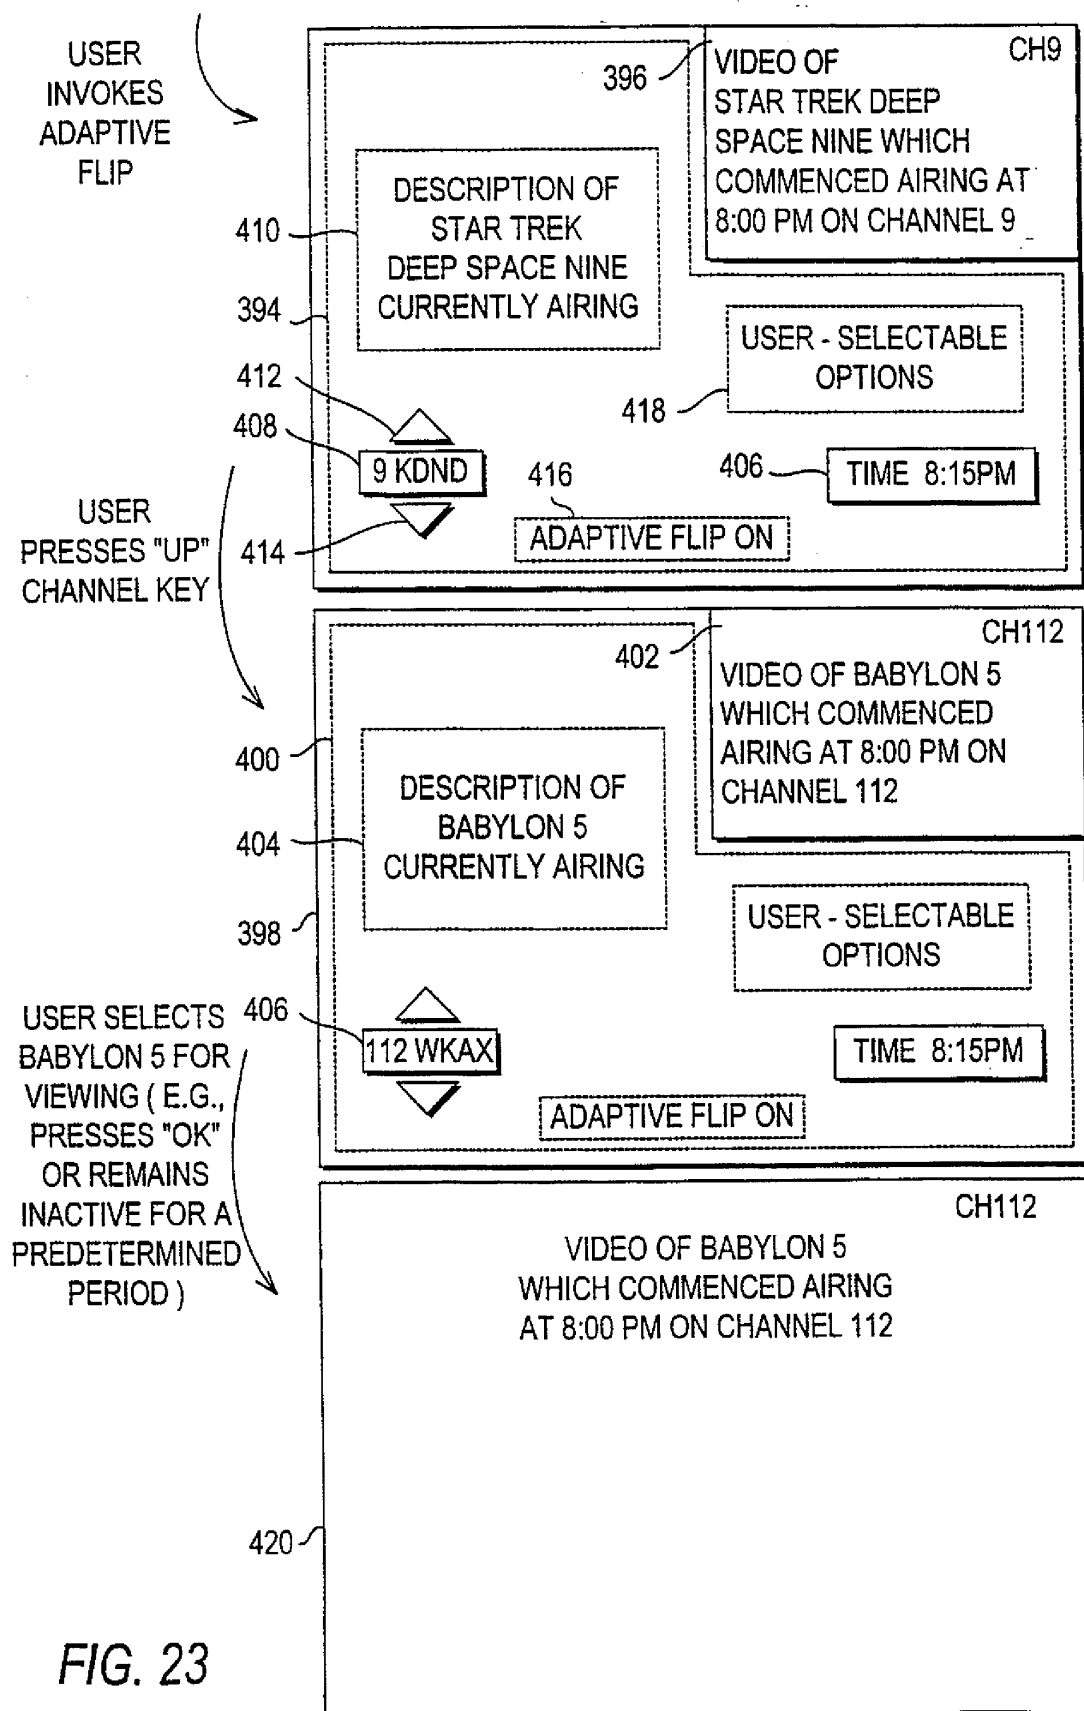 USER
INVOKES
ADAPTIVE
FLIP
396
CH9
VIDEO OF
STAR TREK DEEP
SPACE NINE WHICH
COMMENCED AIRING AT
8:00 PM ON CHANNEL 9
410
DESCRIPTION OF
STAR TREK
DEEP SPACE NINE
CURRENTLY AIRING
394
USER - SELECTABLE
OPTIONS
418
412
408
9 KDND
414
416
ADAPTIVE FLIP ON
406
TIME 8:15PM
USER
PRESSES "UP"
CHANNEL KEY
402
CH112
VIDEO OF BABYLON 5
WHICH COMMENCED
AIRING AT 8:00 PM ON
CHANNEL 112
400
DESCRIPTION OF
BABYLON 5
CURRENTLY AIRING
404
398
USER - SELECTABLE
OPTIONS
406
112 WKAX
TIME 8:15PM
ADAPTIVE FLIP ON
USER SELECTS
BABYLON 5 FOR
VIEWING ( E.G.,
PRESSES "OK"
OR REMAINS
INACTIVE FOR A
PREDETERMINED
PERIOD )
CH112
VIDEO OF BABYLON 5
WHICH COMMENCED AIRING
AT 8:00 PM ON CHANNEL 112
420
FIG. 23